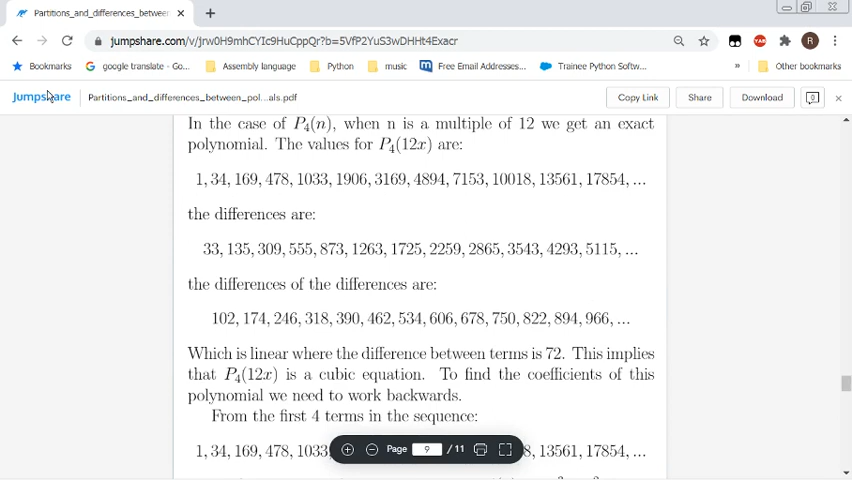 Partitions_and_differences_betwee
jumpshare.com/v/jrw0H9mhCYIc9HuCppQr?b=5VfP2YuS3wDHHt4Exacr
R
Bookmarks google translate - Go... Assembly language Python music Free Email Addresses... Trainee Python Softw... » Other bookmarks
Jumpshare Partitions_and_differences_between_pol...als.pdf Copy Link Share Download 0
In the case of P₄(n), when n is a multiple of 12 we get an exact
polynomial. The values for P₄(12x) are:
1, 34, 169, 478, 1033, 1906, 3169, 4894, 7153, 10018, 13561, 17854, ...
the differences are:
33, 135, 309, 555, 873, 1263, 1725, 2259, 2865, 3543, 4293, 5115, ...
the differences of the differences are:
102, 174, 246, 318, 390, 462, 534, 606, 678, 750, 822, 894, 966, ...
Which is linear where the difference between terms is 72. This implies
that P₄(12x) is a cubic equation. To find the coefficients of this
polynomial we need to work backwards.
From the first 4 terms in the sequence:
1, 34, 169, 478, 1033, 8, 13561, 17854, ...
Page 9 / 11